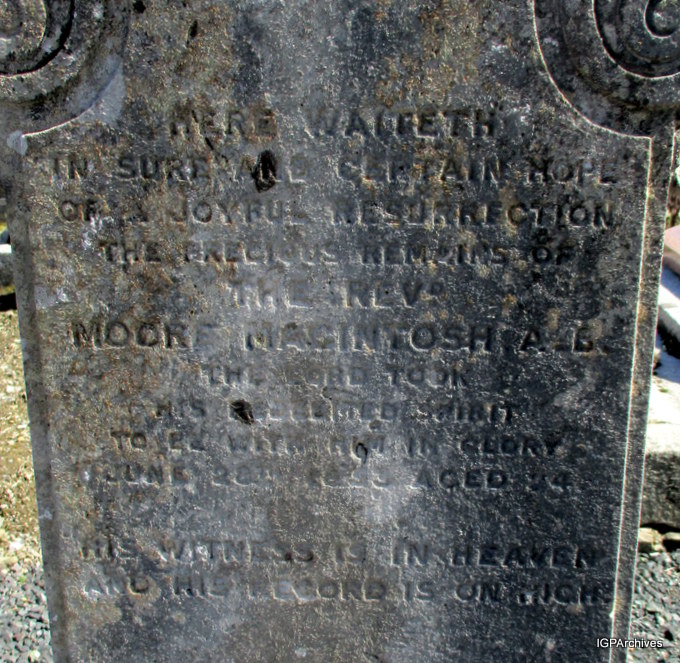 HERE WAITETH
IN SURE AND CERTAIN HOPE
OF A JOYFUL RESURRECTION
THE PRECIOUS REMAINS OF
THE REVD
MOORE MACINTOSH A.B.
THE LORD TOOK
HIS REDEEMED SPIRIT
TO BE WITH HIM IN GLORY
JUNE AGED
HIS WITNESS IS IN HEAVEN
AND HIS RECORD IS ON HIGH
IGPArchives